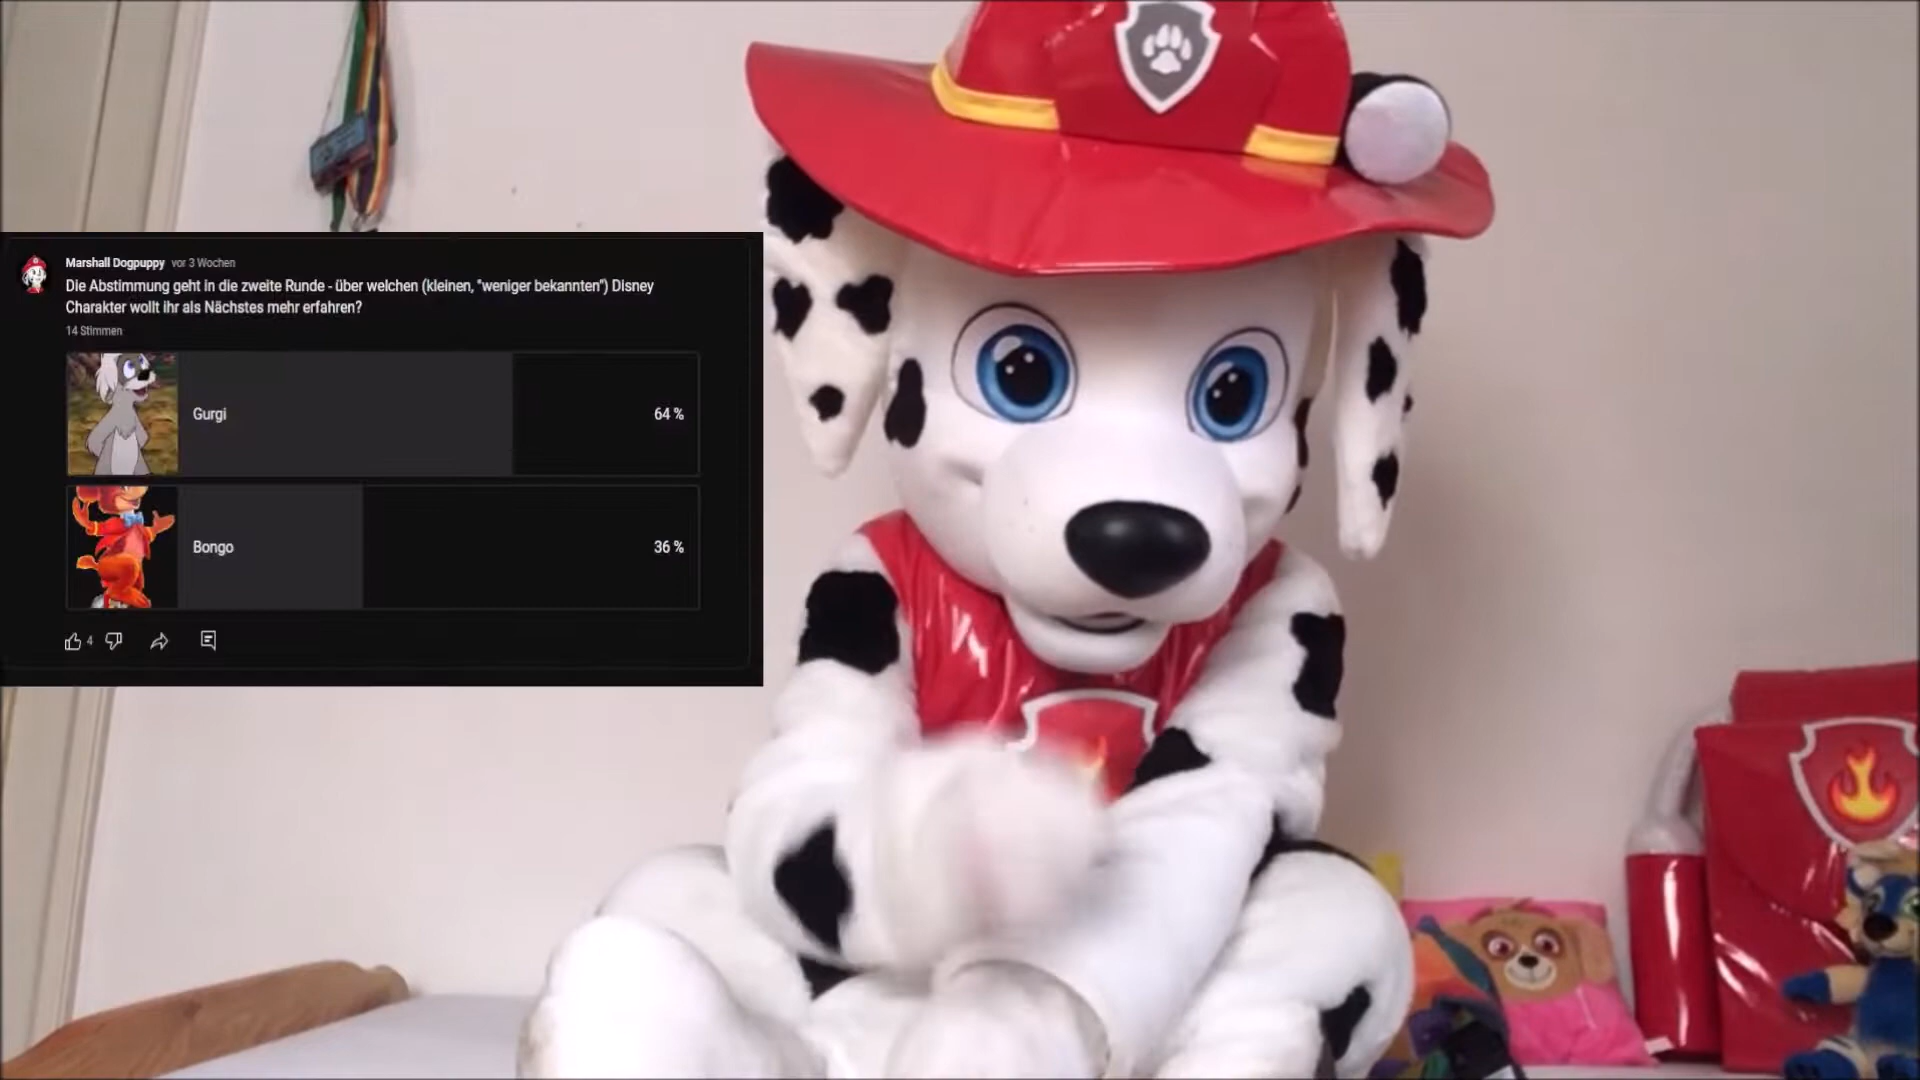 Marshall Dogpuppy vor 3 Wochen
Die Abstimmung geht in die zweite Runde - über welchen (kleinen, "weniger bekannten") Disney
Charakter wollt ihr als Nächstes mehr erfahren?
14 Stimmen
Gurgi 64 %
Bongo 36 %
4